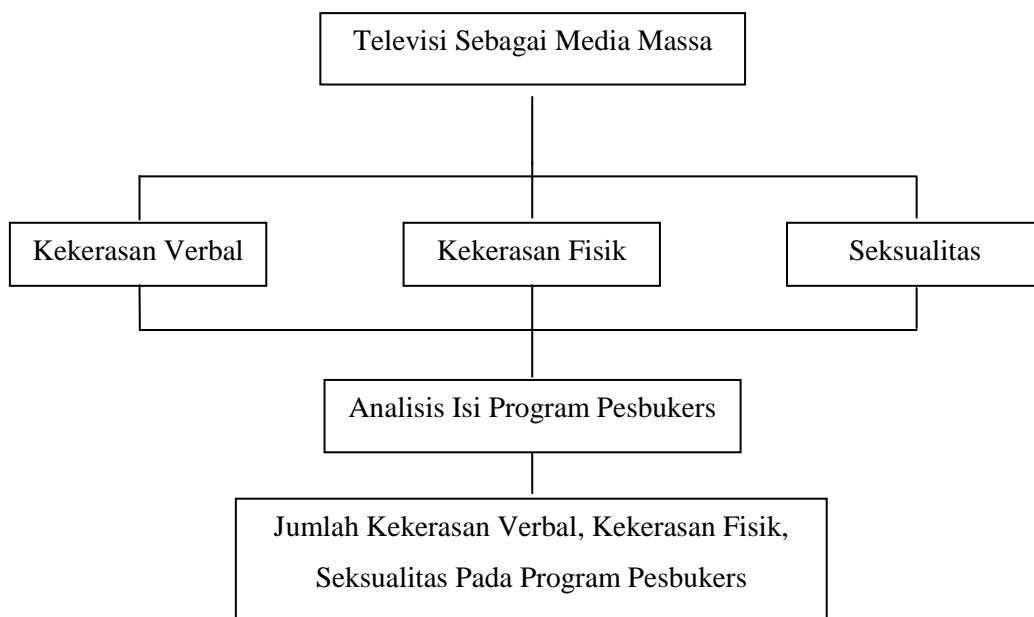 Televisi Sebagai Media Massa
Kekerasan Verbal
Kekerasan Fisik
Seksualitas
Analisis Isi Program Pesbukers
Jumlah Kekerasan Verbal, Kekerasan Fisik,
Seksualitas Pada Program Pesbukers